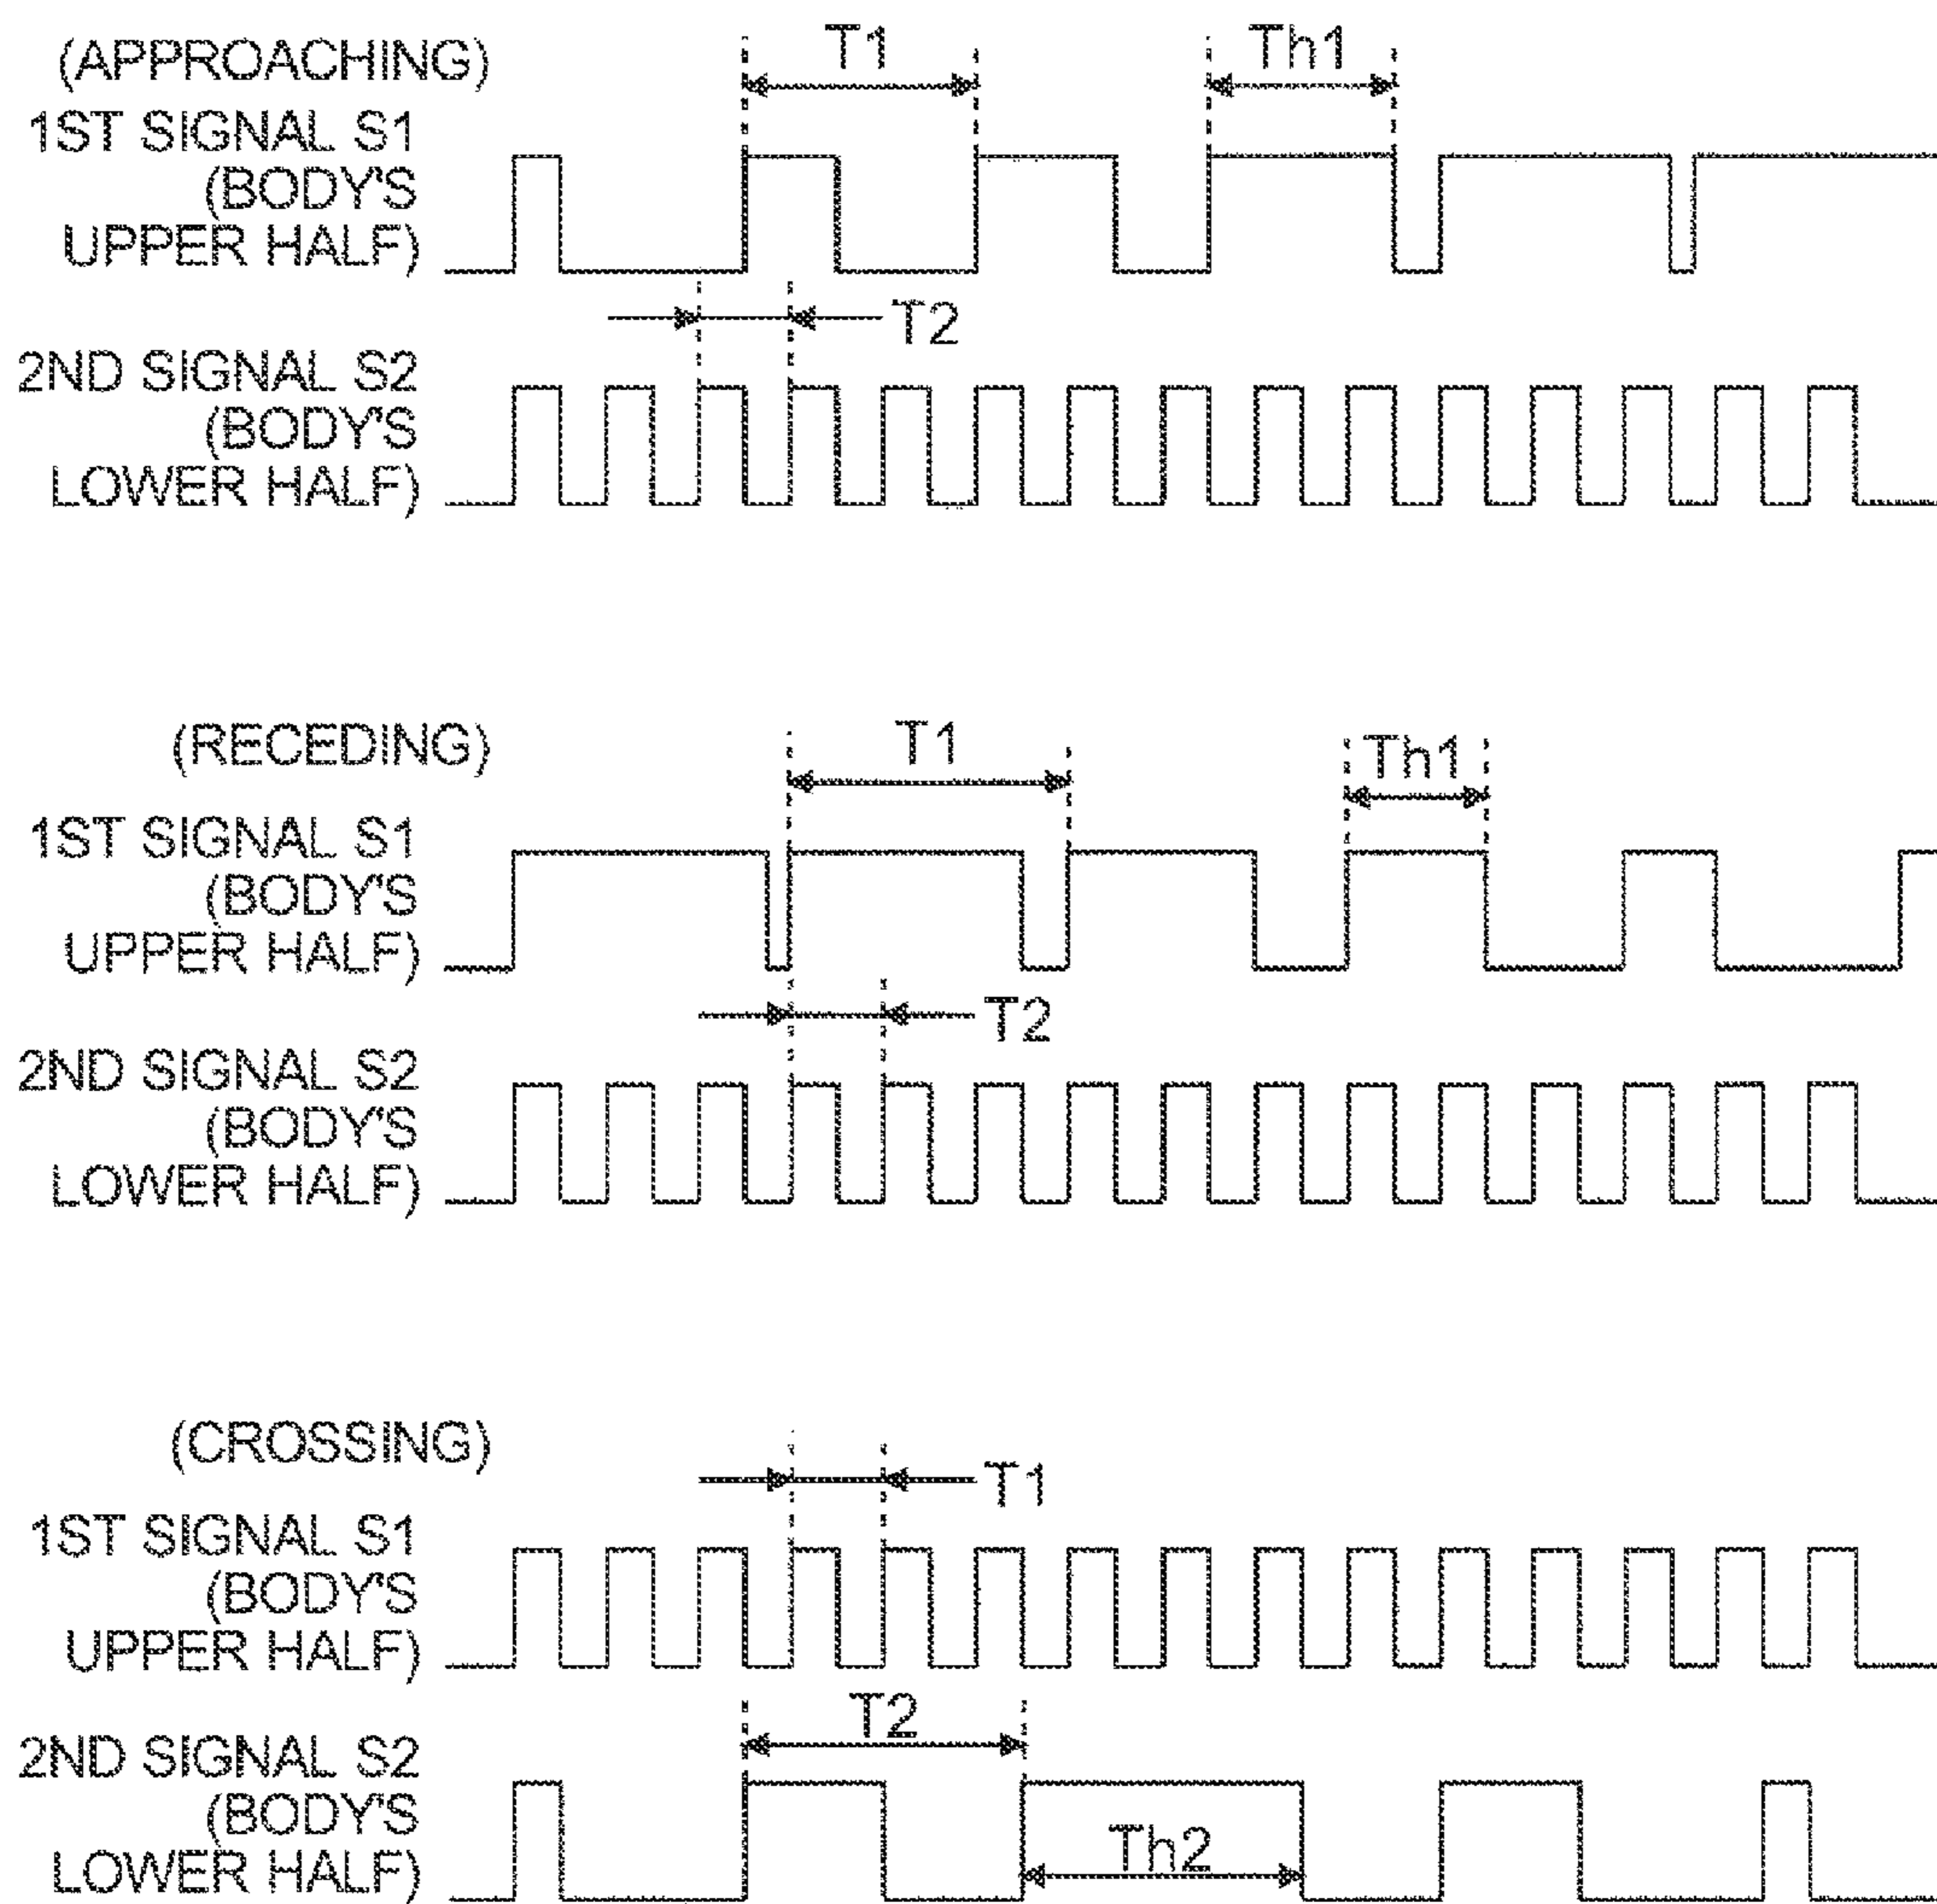 (APPROACHING)
T1
Th1
1ST SIGNAL S1
(BODY'S
UPPER HALF)
T2
2ND SIGNAL S2
(BODY'S
LOWER HALF)
(RECEDING)
T1
Th1
1ST SIGNAL S1
(BODY'S
UPPER HALF)
T2
2ND SIGNAL S2
(BODY'S
LOWER HALF)
(CROSSING)
T1
1ST SIGNAL S1
(BODY'S
UPPER HALF)
T2
2ND SIGNAL S2
(BODY'S
LOWER HALF)
Th2